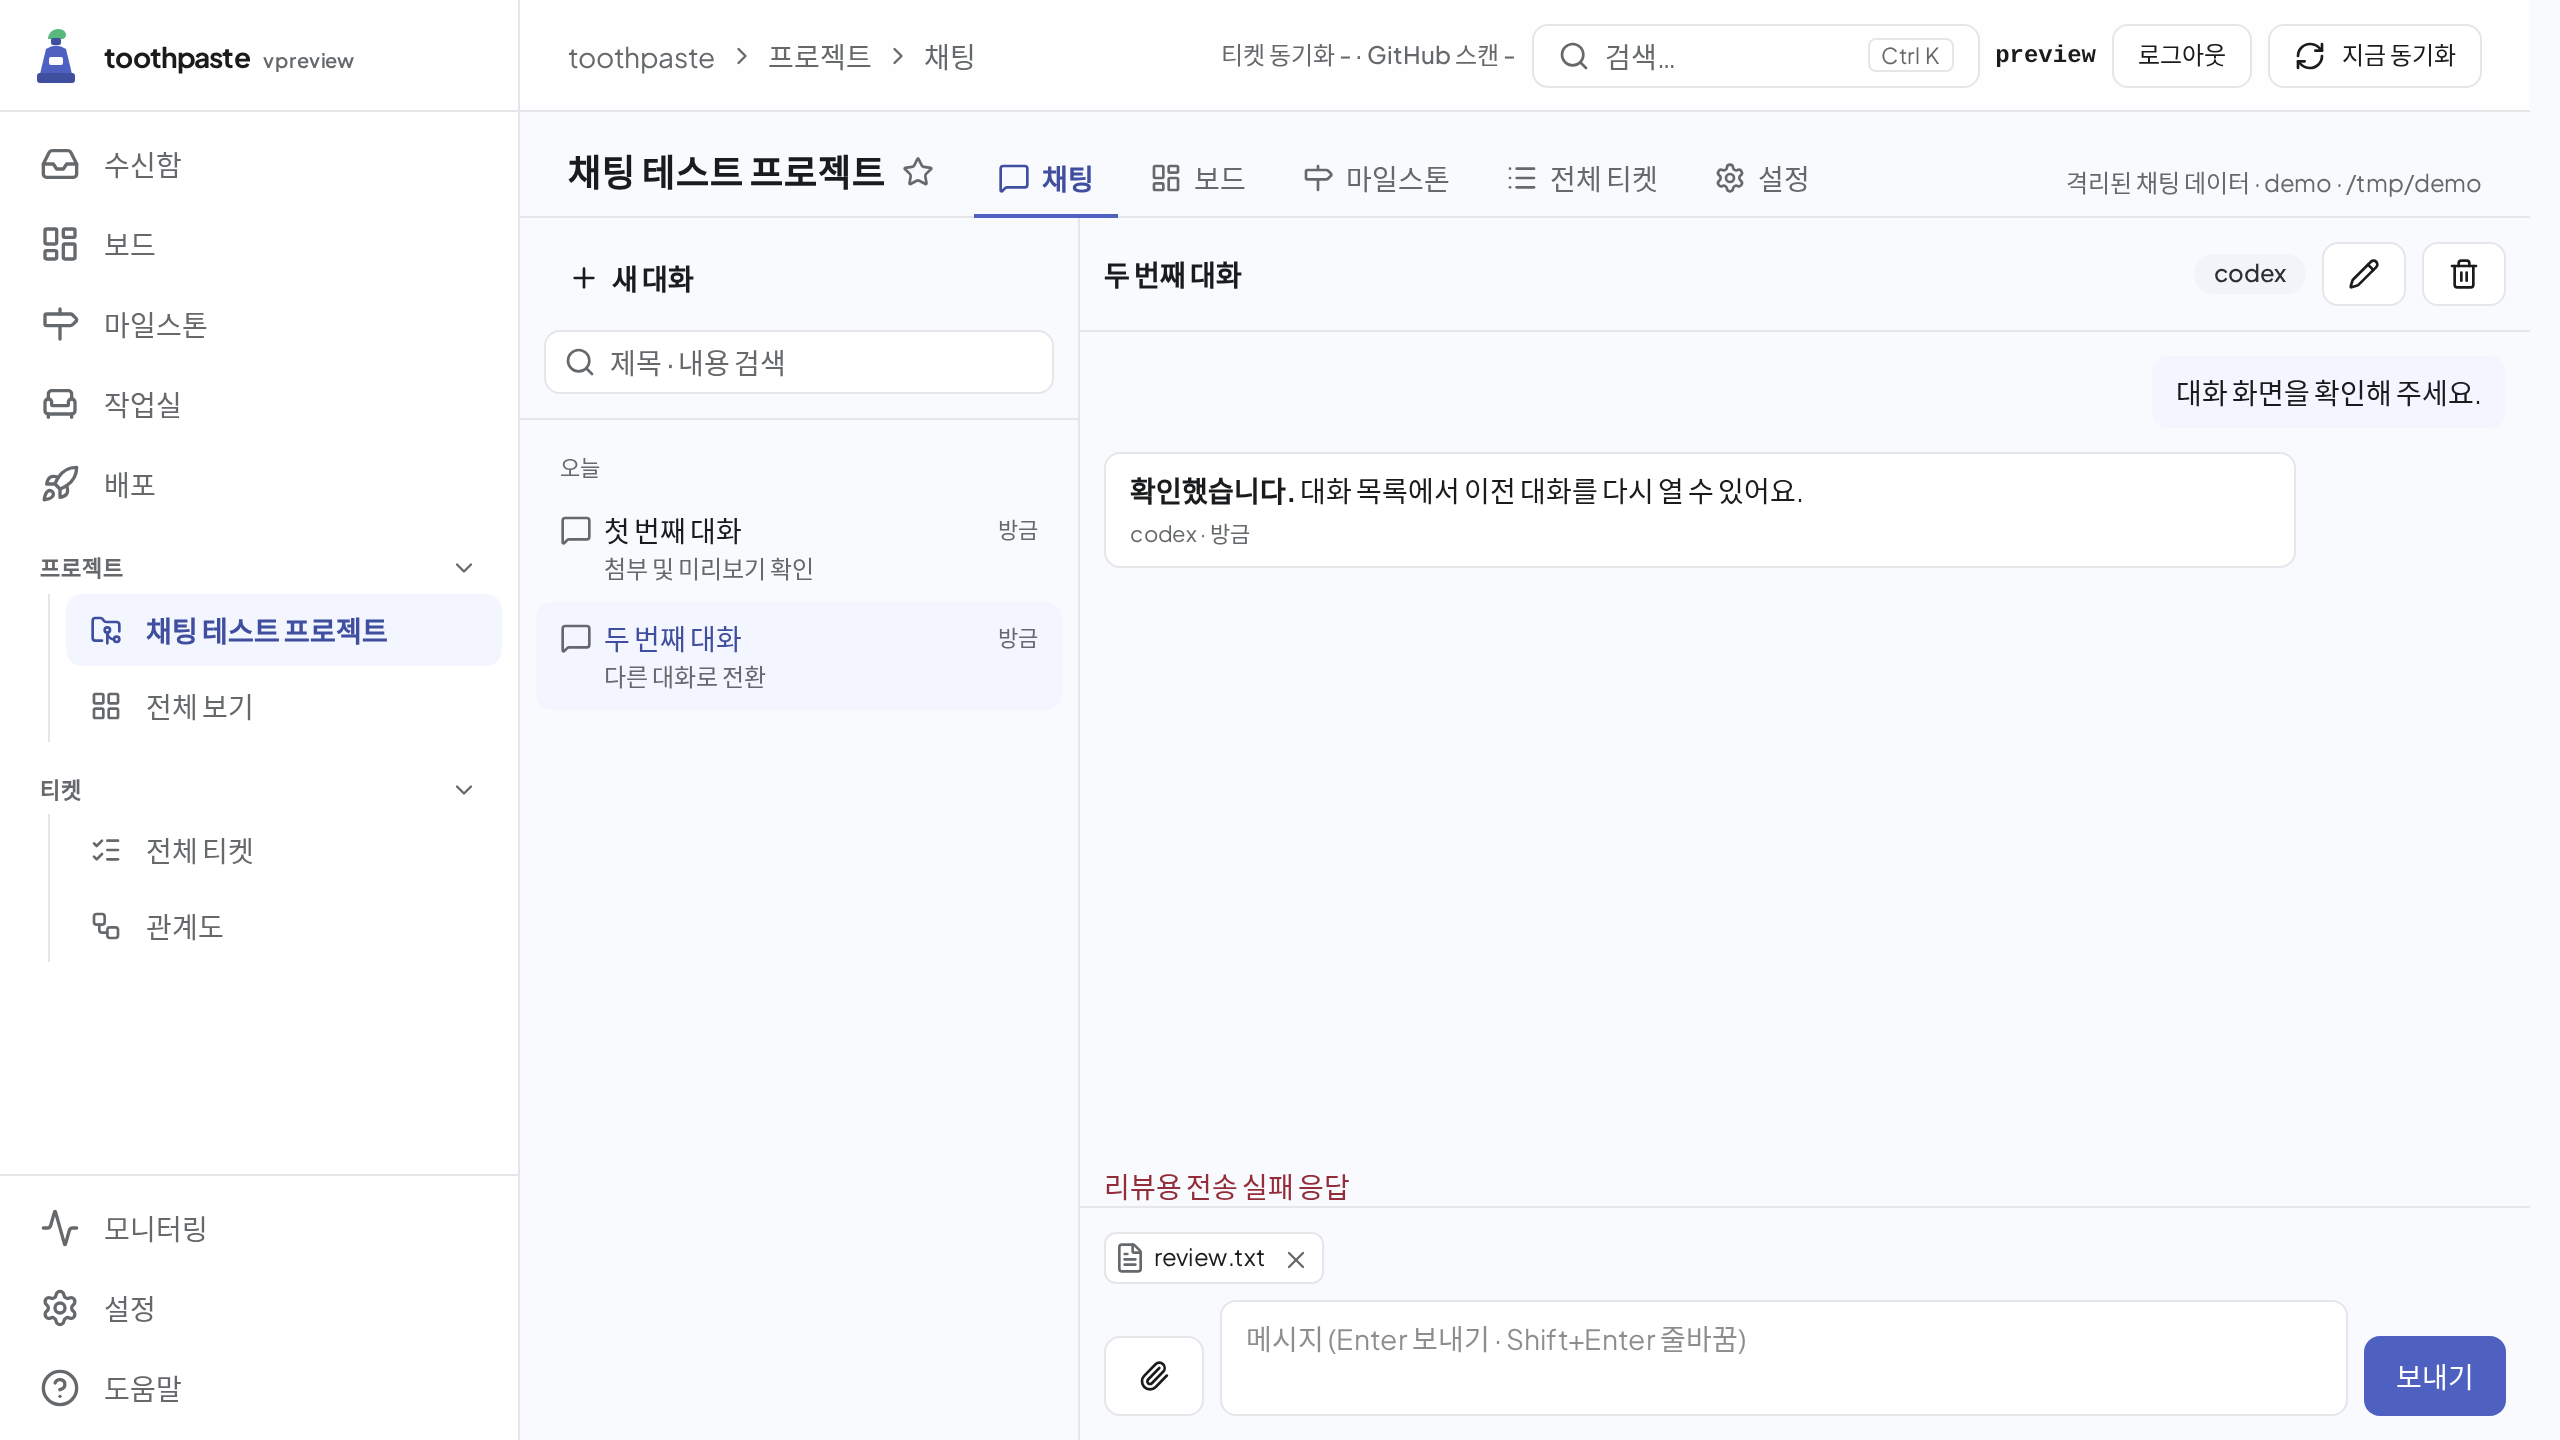 toothpaste vpreview
수신함
보드
마일스톤
작업실
배포
프로젝트
채팅 테스트 프로젝트
전체 보기
티켓
전체 티켓
관계도
모니터링
설정
도움말
toothpaste > 프로젝트 > 채팅
티켓 동기화 - · GitHub 스캔 -
검색...
Ctrl K
preview
로그아웃
지금 동기화
채팅 테스트 프로젝트
채팅
보드
마일스톤
전체 티켓
설정
격리된 채팅 데이터 · demo · /tmp/demo
+ 새 대화
제목 · 내용 검색
오늘
첫 번째 대화 방금
첨부 및 미리보기 확인
두 번째 대화 방금
다른 대화로 전환
두 번째 대화
codex
대화 화면을 확인해 주세요.
확인했습니다. 대화 목록에서 이전 대화를 다시 열 수 있어요.
codex · 방금
리뷰용 전송 실패 응답
review.txt
메시지 (Enter 보내기 · Shift+Enter 줄바꿈)
보내기